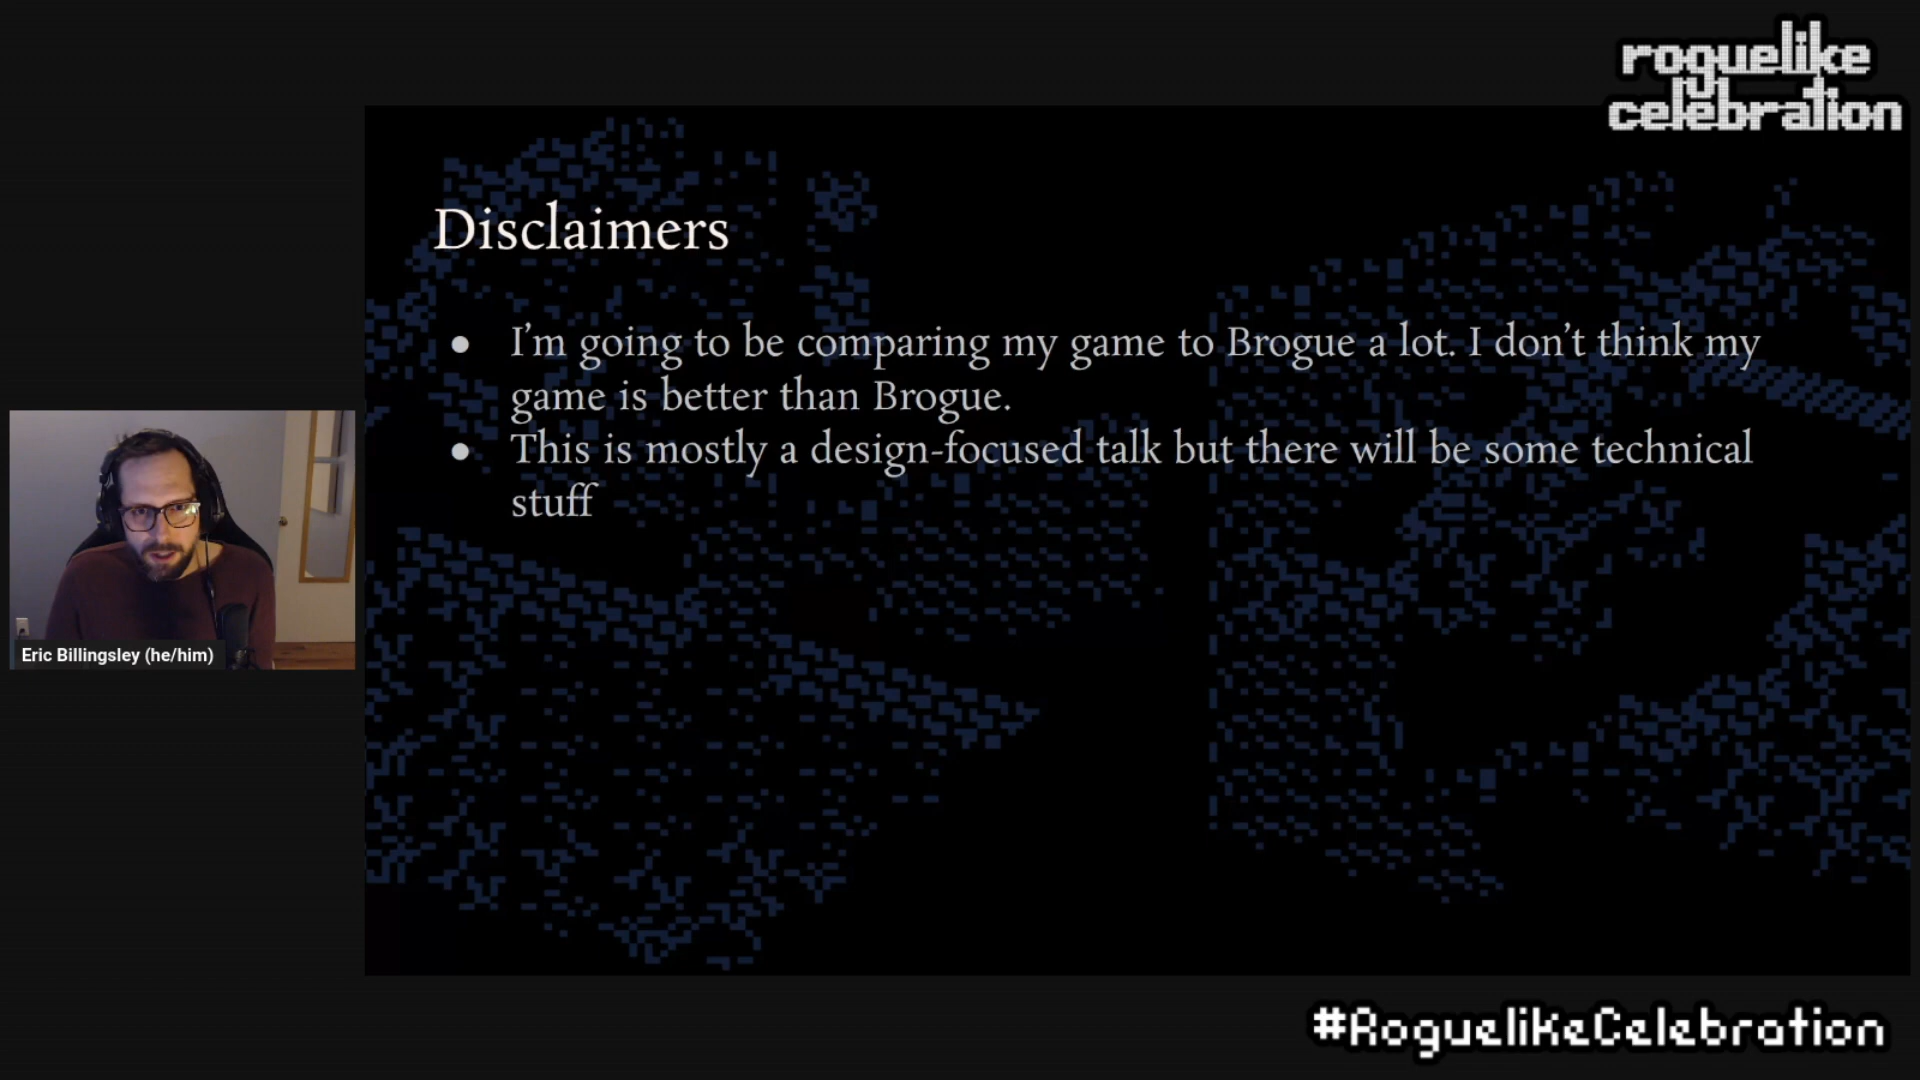 roguelike
celebration
Disclaimers
● I’m going to be comparing my game to Brogue a lot. I don’t think my
game is better than Brogue.
● This is mostly a design-focused talk but there will be some technical
stuff
Eric Billingsley (he/him)
#RoguelikeCelebration